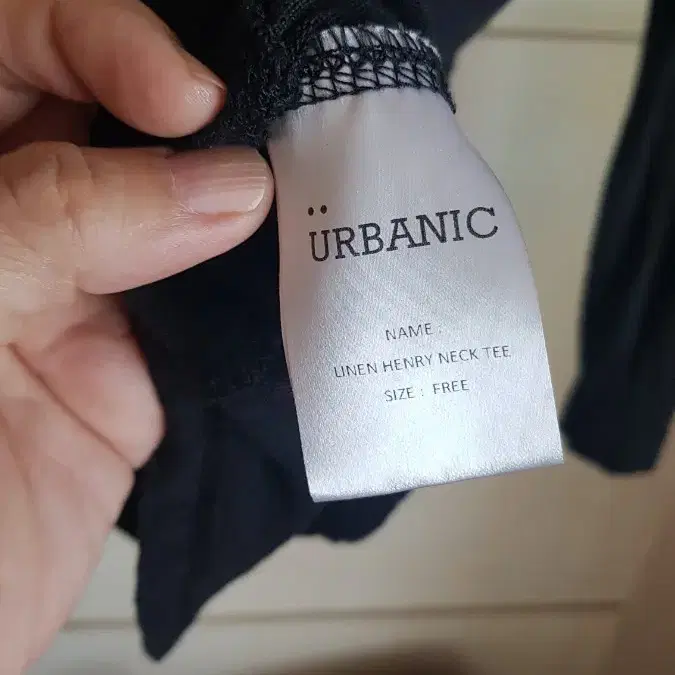 ÜRBANIC
NAME :
LINEN HENRY NECK TEE
SIZE : FREE